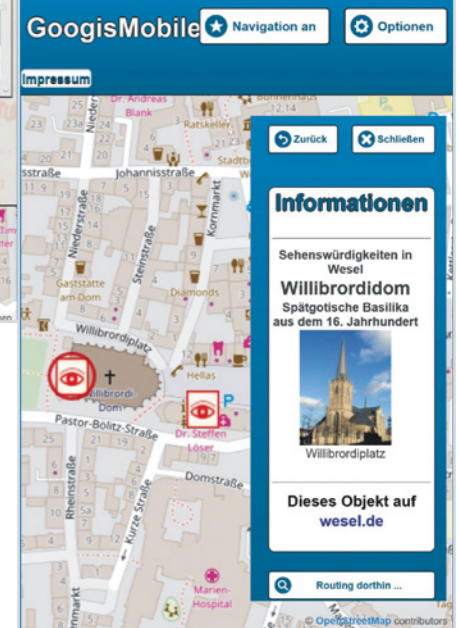 GoogisMobile
Navigation an
Optionen
Impressum
Dr. Andreas
Blank
Ratskeller
Johannisstraße
Niederstraße
Steinstraße
Kornmarkt
Gaststätte
am Dom
Diamonds
Willibrordiplatz
Hellas
Willibrordi-
Dom
Pastor-Bölitz-Straße
Dr. Steffen
Löser
Domstraße
Rheinstraße
Kurze Straße
Marien-
Hospital
Zurück
Schließen
Informationen
Sehenswürdigkeiten in
Wesel
Willibrordidom
Spätgotische Basilika
aus dem 16. Jahrhundert
Willibrordiplatz
Dieses Objekt auf
wesel.de
Routing dorthin ...
© OpenStreetMap contributors